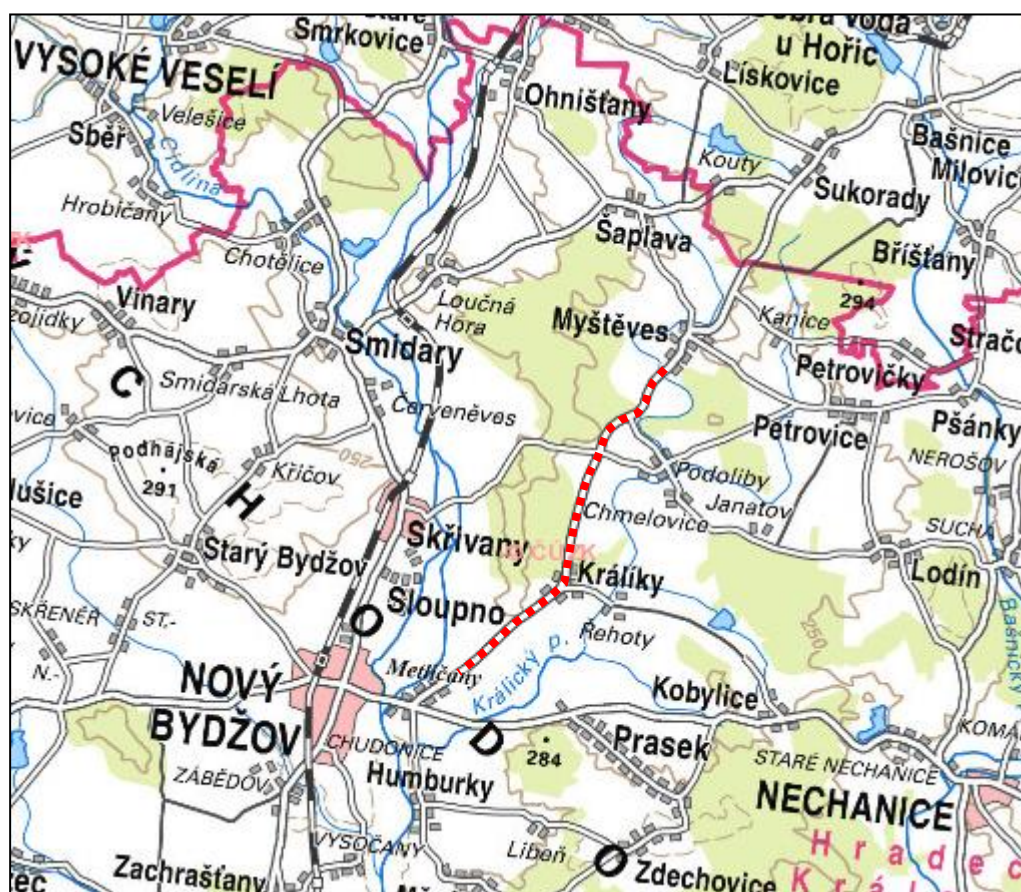 Smrkovice
u Hořic
VYSOKÉ VESELÍ
Lískovice
Ohnišťany
Velešice
Sběr
Bašnice
Kouty
Cidlina
Sukorady
Hrobičany
Šaplava
Chotělice
Bříšťany
Loučná
Hora
294
Vinary
Myštěves
Kanice
Smidary
Petrovičky
C
Smidarská Lhota
Červeněves
Petrovice
Pšánky
Podhájská
291
250
Křičov
Podoliby
NEROŠOV
H
Janatov
Chmelovice
SUCHÁ
Starý Bydžov
Skřivany
Lodín
Králíky
Sloupno
SKŘENĚŘ
ST.-
O
Řehoty
250
Bašnický
N.-
Metličany
Králický p.
NOVÝ
BYDŽOV
Kobylice
D
Prasek
284
CHUDONICE
STARÉ NECHANICE
ZÁBĚDOV
Humburky
NECHANICE
VYSOČANY
Libeň
O
Zdechovice
Zachrašťany